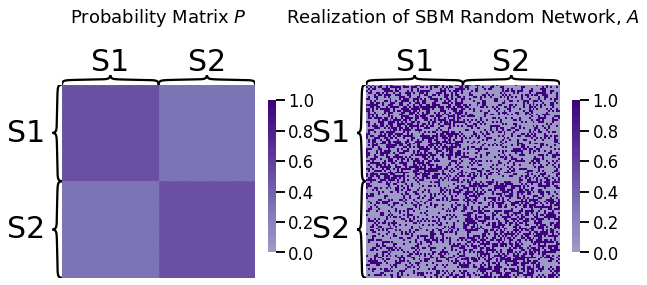 Probability Matrix P
Realization of SBM Random Network, A
S1 S2
S1
S2
1.0
0.8
0.6
0.4
0.2
0.0
S1 S2
S1
S2
1.0
0.8
0.6
0.4
0.2
0.0